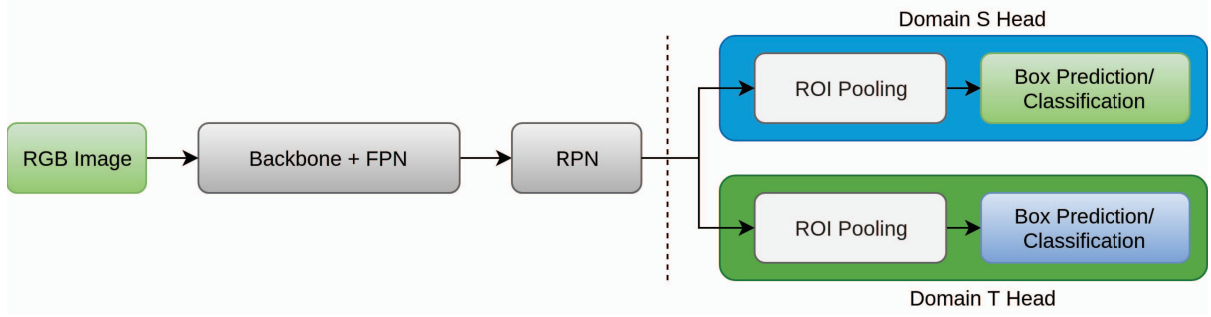 Domain S Head
ROI Pooling
Box Prediction/
Classification
RGB Image
Backbone + FPN
RPN
ROI Pooling
Box Prediction/
Classification
Domain T Head